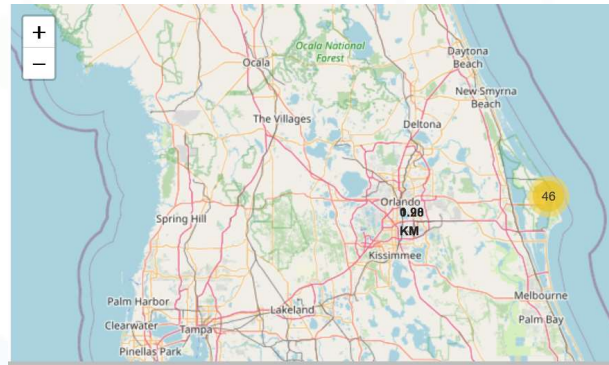 +
−
Ocala National
Forest
Daytona
Beach
Ocala
New Smyrna
Beach
The Villages
Deltona
46
Orlando
KM
Spring Hill
Kissimmee
Melbourne
Palm Harbor
Lakeland
Palm Bay
Clearwater
Tampa
Pinellas Park